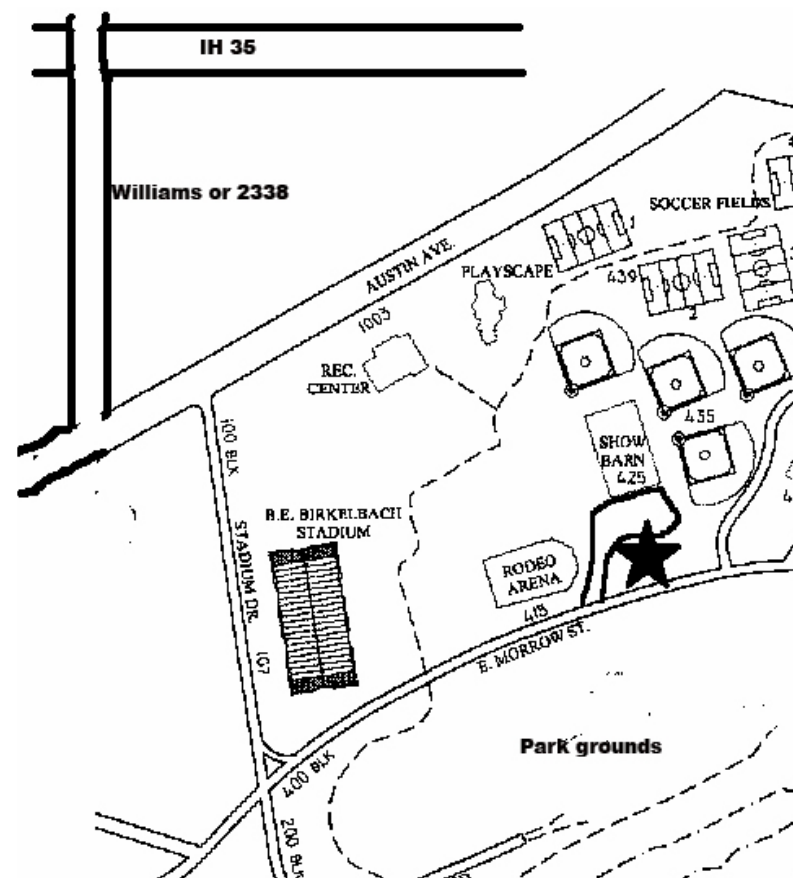 IH 35
Williams or 2338
SOCCER FIELDS
1
AUSTIN AVE.
PLAYSCAPE
439
2
1003
REC.
CENTER
435
100 BLK
SHOW
BARN
425
B.E. BIRKELBACH
STADIUM
STADIUM DR.
RODEO
ARENA
415
107
E. MORROW ST.
Park grounds
400 BLK
200 BLK